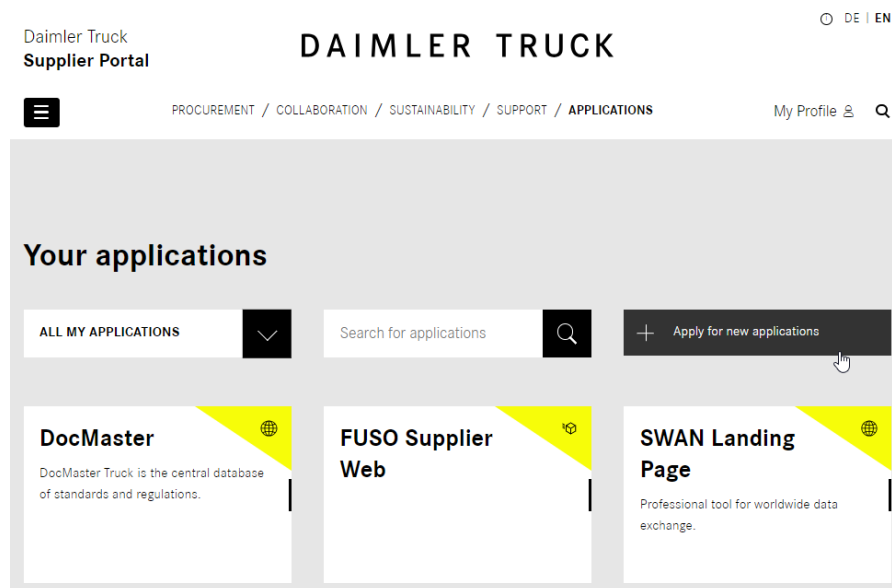 DE | EN
Daimler Truck
Supplier Portal
DAIMLER TRUCK
PROCUREMENT / COLLABORATION / SUSTAINABILITY / SUPPORT / APPLICATIONS
My Profile
Your applications
ALL MY APPLICATIONS
Search for applications
Apply for new applications
DocMaster
DocMaster Truck is the central database
of standards and regulations.
FUSO Supplier
Web
SWAN Landing
Page
Professional tool for worldwide data
exchange.